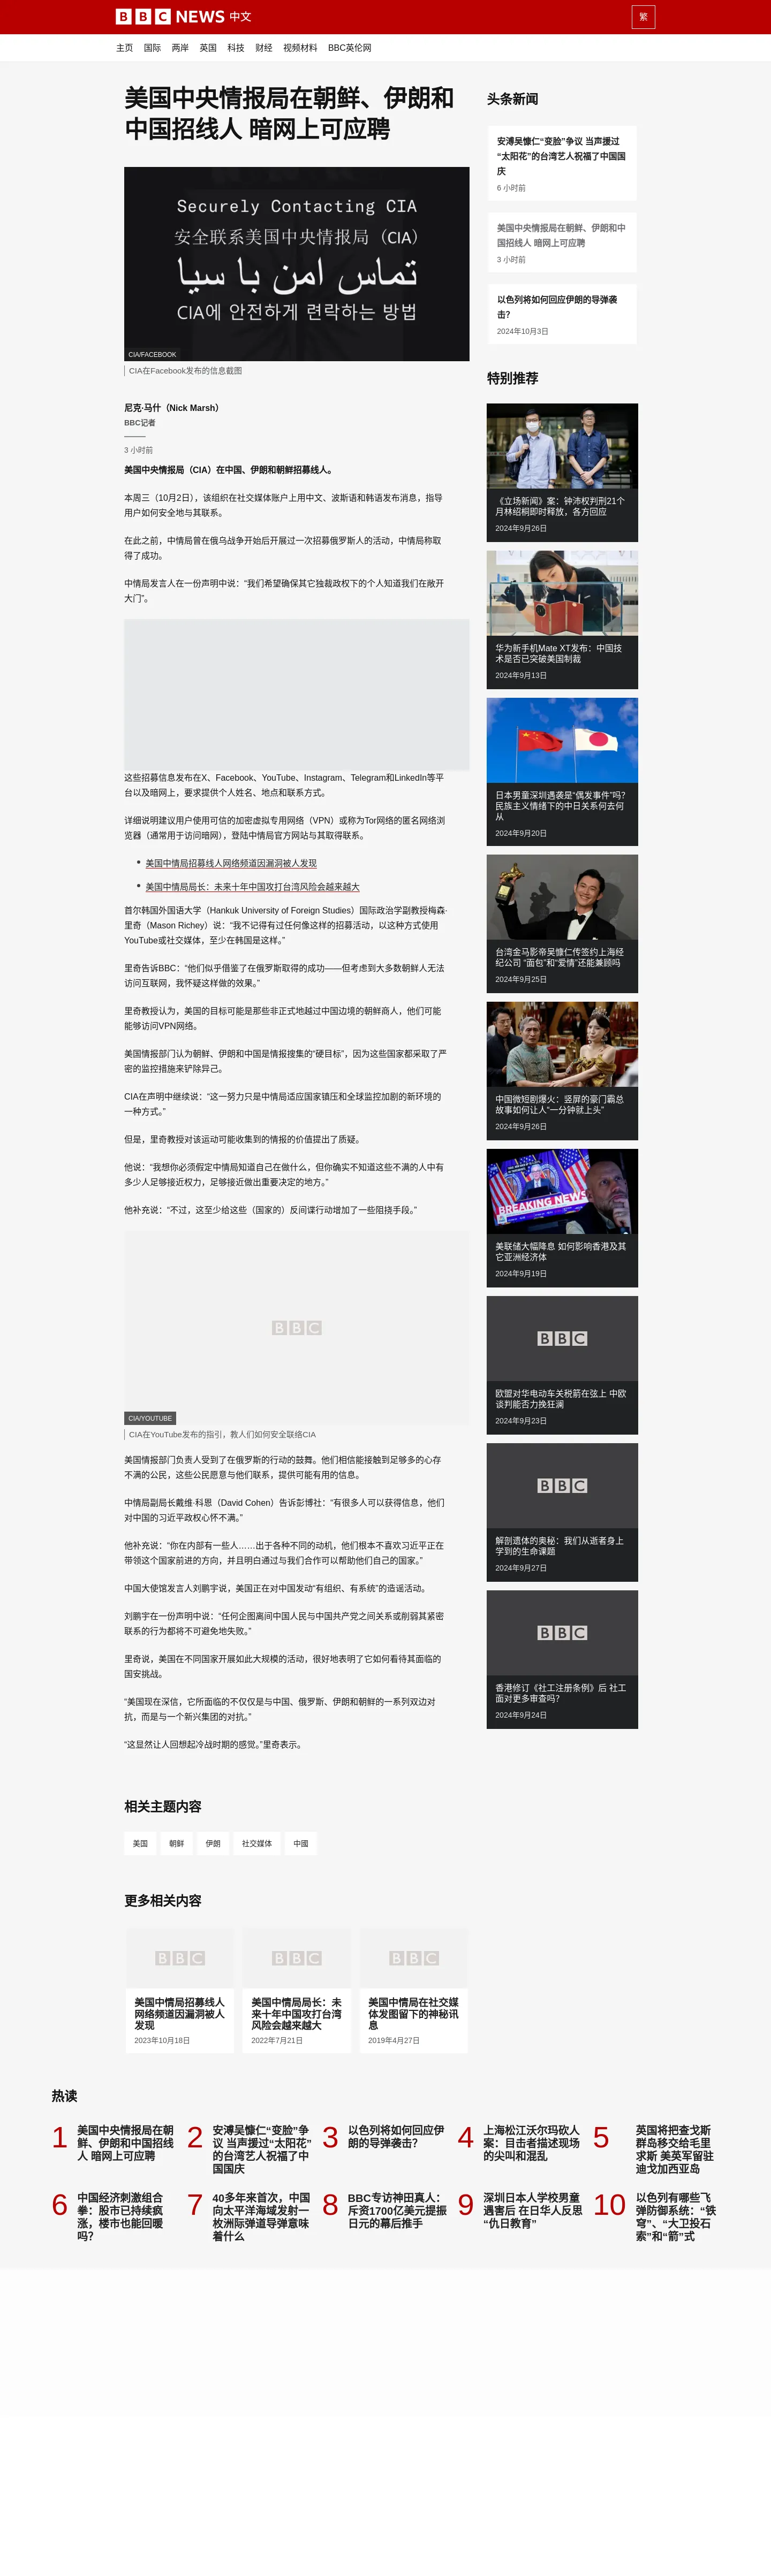 BBC NEWS 中文
繁
主页 国际 两岸 英国 科技 财经 视频材料 BBC英伦网
美国中央情报局在朝鲜、伊朗和
中国招线人 暗网上可应聘
Securely Contacting CIA
安全联系美国中央情报局（CIA）
تماس امن با سیا
CIA에 안전하게 련락하는 방법
CIA/FACEBOOK
CIA在Facebook发布的信息截图
尼克·马什（Nick Marsh）
BBC记者
3 小时前
美国中央情报局（CIA）在中国、伊朗和朝鲜招募线人。
本周三（10月2日），该组织在社交媒体账户上用中文、波斯语和韩语发布消息，指导
用户如何安全地与其联系。
在此之前，中情局曾在俄乌战争开始后开展过一次招募俄罗斯人的活动，中情局称取
得了成功。
中情局发言人在一份声明中说：“我们希望确保其它独裁政权下的个人知道我们在敞开
大门”。
这些招募信息发布在X、Facebook、YouTube、Instagram、Telegram和LinkedIn等平
台以及暗网上，要求提供个人姓名、地点和联系方式。
详细说明建议用户使用可信的加密虚拟专用网络（VPN）或称为Tor网络的匿名网络浏
览器（通常用于访问暗网），登陆中情局官方网站与其取得联系。
美国中情局招募线人网络频道因漏洞被人发现
美国中情局局长：未来十年中国攻打台湾风险会越来越大
首尔韩国外国语大学（Hankuk University of Foreign Studies）国际政治学副教授梅森·
里奇（Mason Richey）说：“我不记得有过任何像这样的招募活动，以这种方式使用
YouTube或社交媒体，至少在韩国是这样。”
里奇告诉BBC：“他们似乎借鉴了在俄罗斯取得的成功——但考虑到大多数朝鲜人无法
访问互联网，我怀疑这样做的效果。”
里奇教授认为，美国的目标可能是那些非正式地越过中国边境的朝鲜商人，他们可能
能够访问VPN网络。
美国情报部门认为朝鲜、伊朗和中国是情报搜集的“硬目标”，因为这些国家都采取了严
密的监控措施来铲除异己。
CIA在声明中继续说：“这一努力只是中情局适应国家镇压和全球监控加剧的新环境的
一种方式。”
但是，里奇教授对该运动可能收集到的情报的价值提出了质疑。
他说：“我想你必须假定中情局知道自己在做什么，但你确实不知道这些不满的人中有
多少人足够接近权力，足够接近做出重要决定的地方。”
他补充说：“不过，这至少给这些（国家的）反间谍行动增加了一些阻挠手段。”
BBC
CIA/YOUTUBE
CIA在YouTube发布的指引，教人们如何安全联络CIA
美国情报部门负责人受到了在俄罗斯的行动的鼓舞。他们相信能接触到足够多的心存
不满的公民，这些公民愿意与他们联系，提供可能有用的信息。
中情局副局长戴维·科恩（David Cohen）告诉彭博社：“有很多人可以获得信息，他们
对中国的习近平政权心怀不满。”
他补充说：“你在内部有一些人……出于各种不同的动机，他们根本不喜欢习近平正在
带领这个国家前进的方向，并且明白通过与我们合作可以帮助他们自己的国家。”
中国大使馆发言人刘鹏宇说，美国正在对中国发动“有组织、有系统”的造谣活动。
刘鹏宇在一份声明中说：“任何企图离间中国人民与中国共产党之间关系或削弱其紧密
联系的行为都将不可避免地失败。”
里奇说，美国在不同国家开展如此大规模的活动，很好地表明了它如何看待其面临的
国安挑战。
“美国现在深信，它所面临的不仅仅是与中国、俄罗斯、伊朗和朝鲜的一系列双边对
抗，而是与一个新兴集团的对抗。”
“这显然让人回想起冷战时期的感觉。”里奇表示。
相关主题内容
美国 朝鲜 伊朗 社交媒体 中國
更多相关内容
BBC
美国中情局招募线人
网络频道因漏洞被人
发现
2023年10月18日
BBC
美国中情局局长：未
来十年中国攻打台湾
风险会越来越大
2022年7月21日
BBC
美国中情局在社交媒
体发图留下的神秘讯
息
2019年4月27日
头条新闻
安溥吴慷仁“变脸”争议 当声援过
“太阳花”的台湾艺人祝福了中国国
庆
6 小时前
美国中央情报局在朝鲜、伊朗和中
国招线人 暗网上可应聘
3 小时前
以色列将如何回应伊朗的导弹袭
击？
2024年10月3日
特别推荐
《立场新闻》案：钟沛权判刑21个
月林绍桐即时释放，各方回应
2024年9月26日
华为新手机Mate XT发布：中国技
术是否已突破美国制裁
2024年9月13日
日本男童深圳遇袭是“偶发事件”吗？
民族主义情绪下的中日关系何去何
从
2024年9月20日
台湾金马影帝吴慷仁传签约上海经
纪公司 “面包”和“爱情”还能兼顾吗
2024年9月25日
中国微短剧爆火：竖屏的豪门霸总
故事如何让人“一分钟就上头”
2024年9月26日
BREAKING NEWS
美联储大幅降息 如何影响香港及其
它亚洲经济体
2024年9月19日
BBC
欧盟对华电动车关税箭在弦上 中欧
谈判能否力挽狂澜
2024年9月23日
BBC
解剖遗体的奥秘：我们从逝者身上
学到的生命课题
2024年9月27日
BBC
香港修订《社工注册条例》后 社工
面对更多审查吗？
2024年9月24日
热读
1
美国中央情报局在朝
鲜、伊朗和中国招线
人 暗网上可应聘
2
安溥吴慷仁“变脸”争
议 当声援过“太阳花”
的台湾艺人祝福了中
国国庆
3
以色列将如何回应伊
朗的导弹袭击？
4
上海松江沃尔玛砍人
案：目击者描述现场
的尖叫和混乱
5
英国将把查戈斯
群岛移交给毛里
求斯 美英军留驻
迪戈加西亚岛
6
中国经济刺激组合
拳：股市已持续疯
涨，楼市也能回暖
吗？
7
40多年来首次，中国
向太平洋海域发射一
枚洲际弹道导弹意味
着什么
8
BBC专访神田真人：
斥资1700亿美元提振
日元的幕后推手
9
深圳日本人学校男童
遇害后 在日华人反思
“仇日教育”
10
以色列有哪些飞
弹防御系统：“铁
穹”、“大卫投石
索”和“箭”式